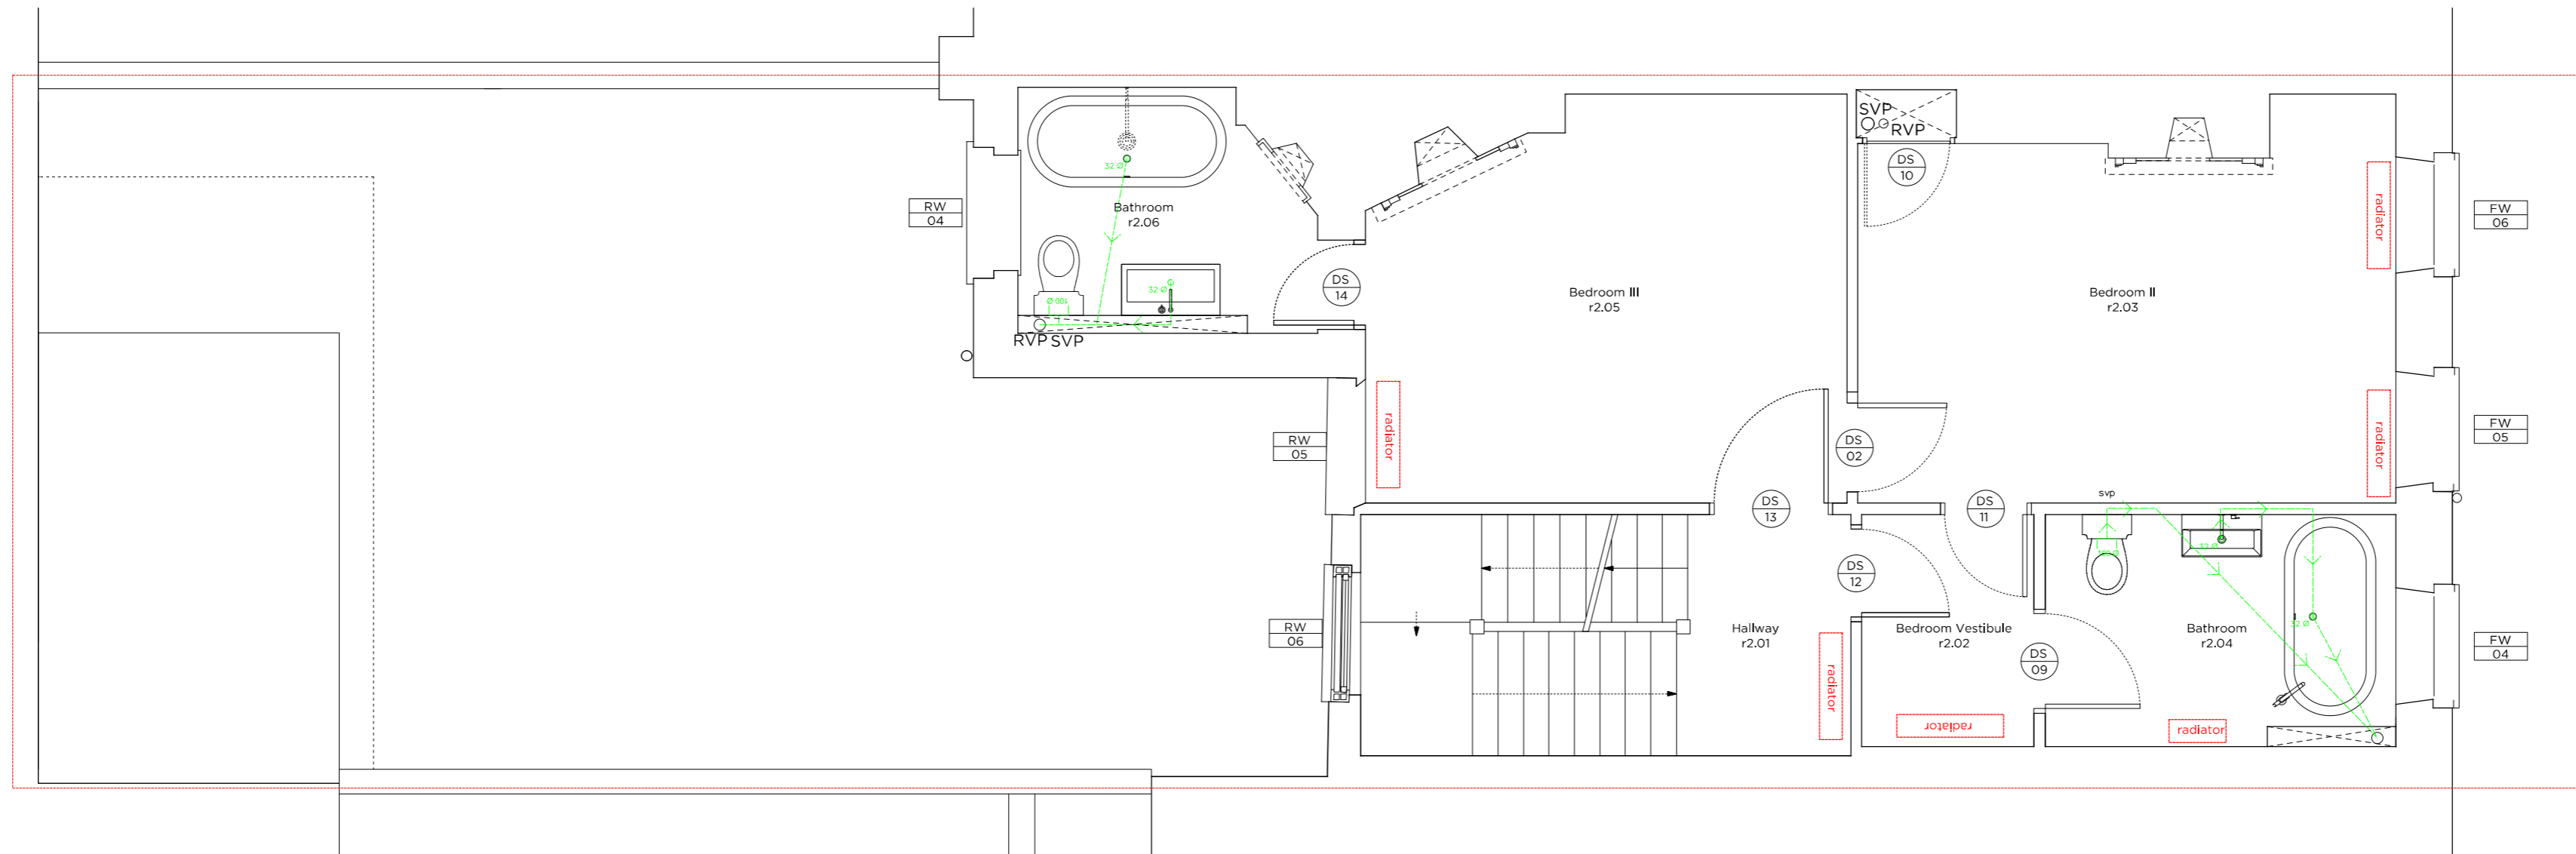 SVP
RVP
DS
10
32 Ø
Bathroom
r2.06
RW
04
radiator
FW
06
DS
14
Bedroom III
r2.05
Bedroom II
r2.03
32 Ø
100 Ø
RVP SVP
radiator
radiator
FW
05
RW
05
DS
02
svp
DS
13
DS
11
32 Ø
100 Ø
DS
12
RW
06
Hallway
r2.01
Bedroom Vestibule
r2.02
Bathroom
r2.04
32 Ø
FW
04
DS
09
radiator
radiator
radiator